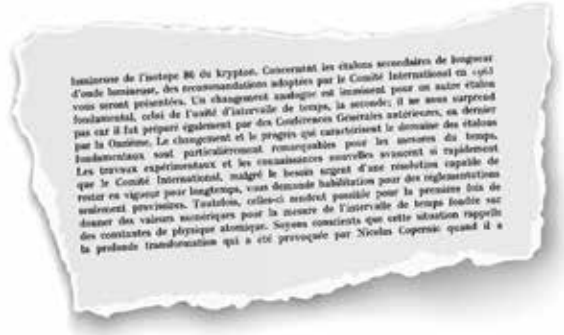 lumineuse de l'isotope 86 du krypton. Concernant les étalons secondaires de longueur
d'onde lumineuse, des recommandations adoptées par le Comité International en 1963
vous seront présentées. Un changement analogue est imminent pour un autre étalon
fondamental, celui de l'unité d'intervalle de temps, la seconde; il ne nous surprend
pas car il fut préparé également par des Conférences Générales antérieures, en dernier
par la Onzième. Le changement et le progrès qui caractérisent le domaine des étalons
fondamentaux sont particulièrement remarquables pour les mesures du temps.
Les travaux expérimentaux et les connaissances nouvelles avancent si rapidement
que le Comité International, malgré le besoin urgent d'une résolution capable de
rester en vigueur pour longtemps, vous demande habilitation pour des réglementations
seulement provisoires. Toutefois, celles-ci rendent possible pour la première fois de
donner des valeurs numériques pour la mesure de l'intervalle de temps fondée sur
des constantes de physique atomique. Soyons conscients que cette situation rappelle
la profonde transformation qui a été provoquée par Nicolas Copernic quand il a